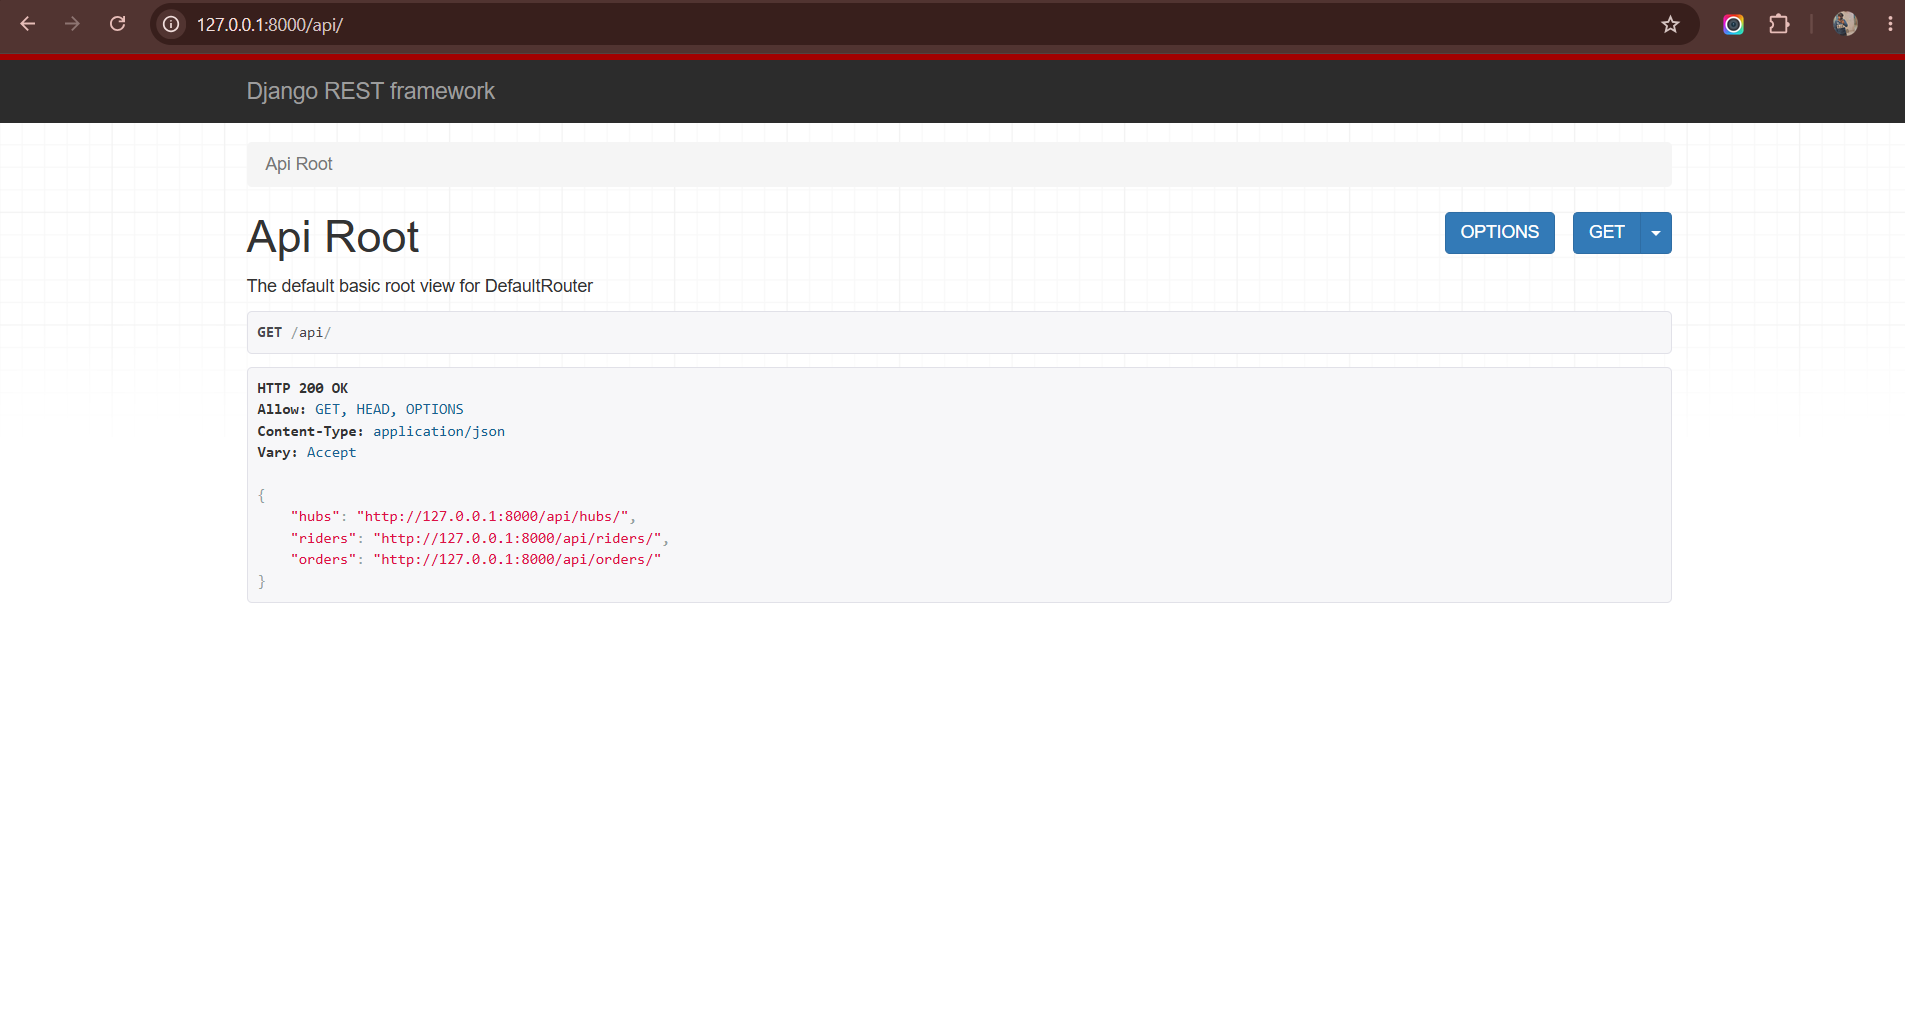 127.0.0.1:8000/api/
Django REST framework
Api Root
Api Root
OPTIONS
GET
The default basic root view for DefaultRouter
GET /api/
HTTP 200 OK
Allow: GET, HEAD, OPTIONS
Content-Type: application/json
Vary: Accept
{
    "hubs": "http://127.0.0.1:8000/api/hubs/",
    "riders": "http://127.0.0.1:8000/api/riders/",
    "orders": "http://127.0.0.1:8000/api/orders/"
}